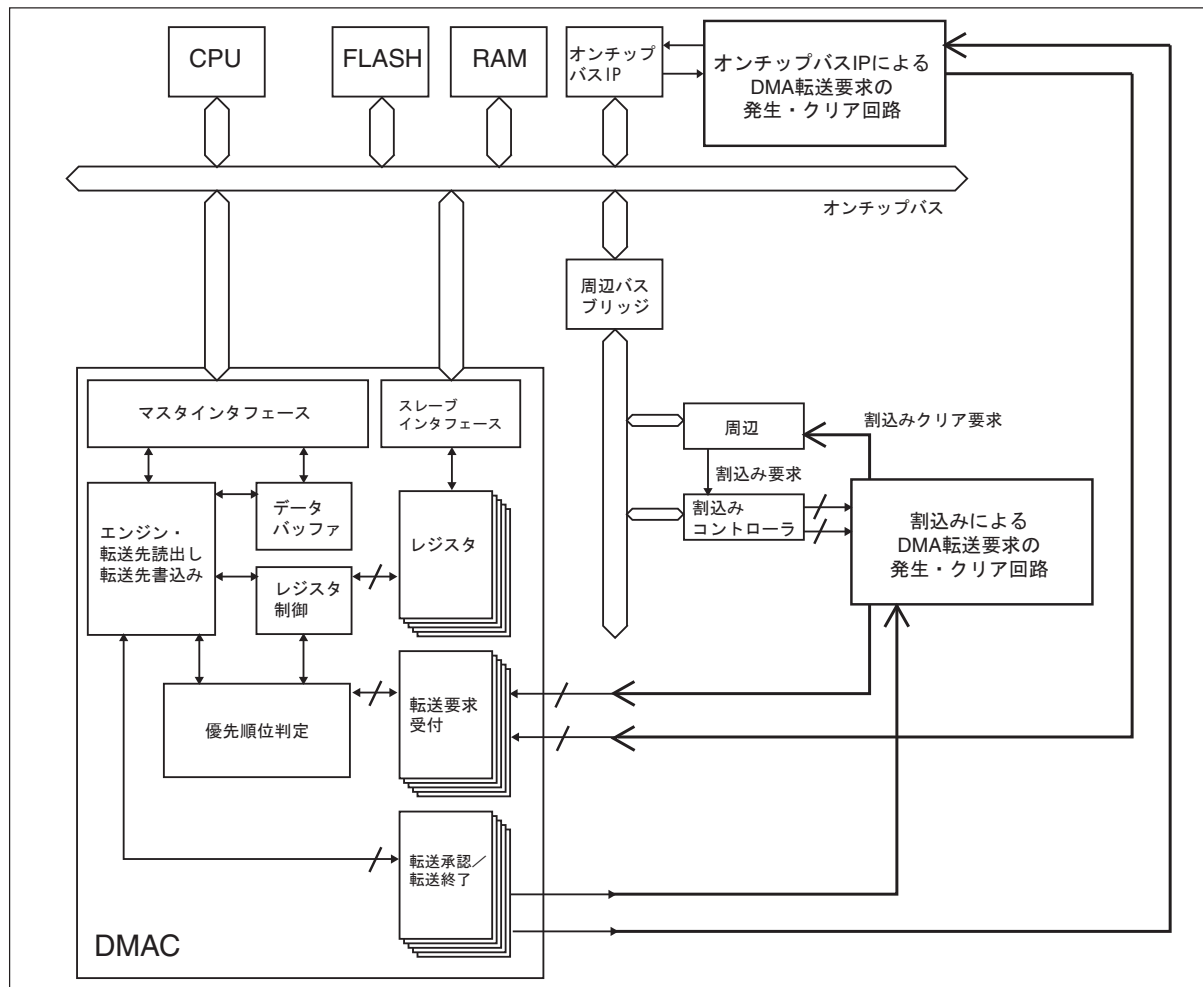 CPU
FLASH
RAM
オンチップ
バスIP
オンチップバスIPによる
DMA転送要求の
発生・クリア回路
オンチップバス
周辺バス
ブリッジ
マスタインタフェース
スレーブ
インタフェース
周辺
割込みクリア要求
割込み要求
エンジン・
転送先読出し
転送先書込み
データ
バッファ
レジスタ
割込み
コントローラ
割込みによる
DMA転送要求の
発生・クリア回路
レジスタ
制御
優先順位判定
転送要求
受付
転送承認／
転送終了
DMAC